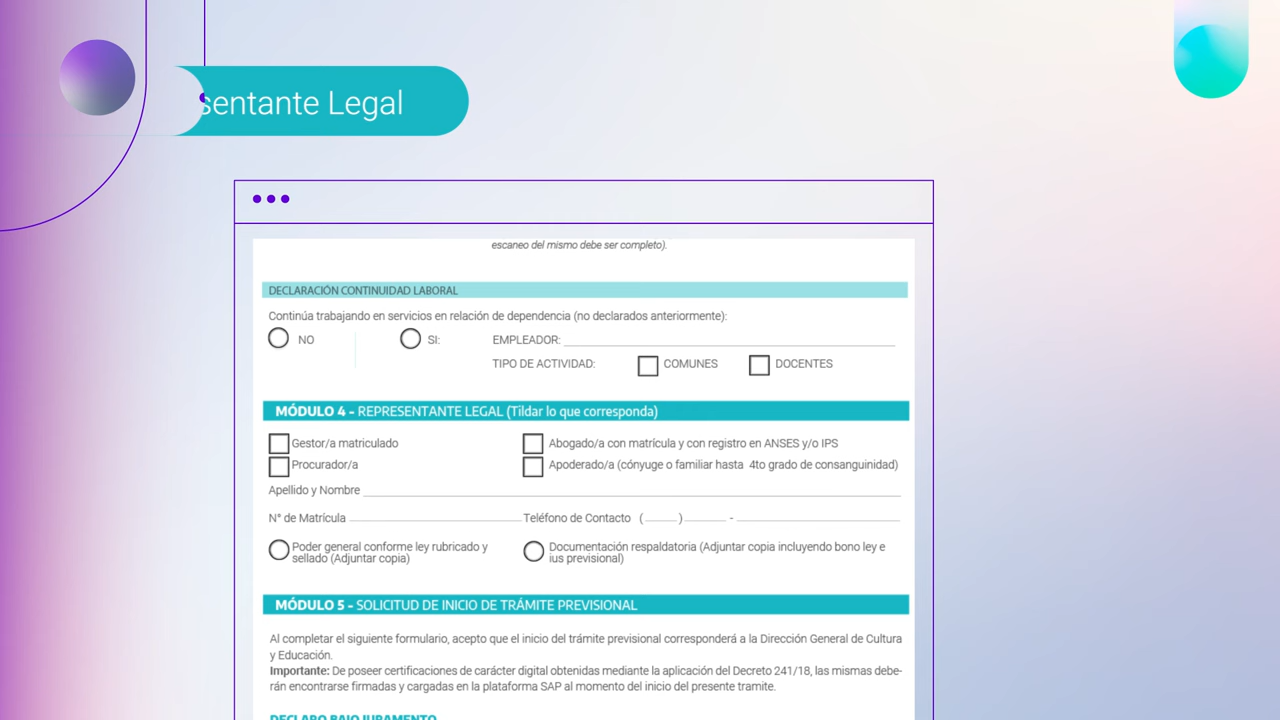 sentante Legal
escaneo del mismo debe ser completo).
DECLARACIÓN CONTINUIDAD LABORAL
Continúa trabajando en servicios en relación de dependencia (no declarados anteriormente):
NO SI: EMPLEADOR:
TIPO DE ACTIVIDAD: COMUNES DOCENTES
MÓDULO 4 - REPRESENTANTE LEGAL (Tildar lo que corresponda)
Gestor/a matriculado Abogado/a con matrícula y con registro en ANSES y/o IPS
Procurador/a Apoderado/a (cónyuge o familiar hasta 4to grado de consanguinidad)
Apellido y Nombre
N° de Matrícula Teléfono de Contacto ( ) -
Poder general conforme ley rubricado y
sellado (Adjuntar copia)
Documentación respaldatoria (Adjuntar copia incluyendo bono ley e
ius previsional)
MÓDULO 5 - SOLICITUD DE INICIO DE TRÁMITE PREVISIONAL
Al completar el siguiente formulario, acepto que el inicio del trámite previsional corresponderá a la Dirección General de Cultura
y Educación.
Importante: De poseer certificaciones de carácter digital obtenidas mediante la aplicación del Decreto 241/18, las mismas debe-
rán encontrarse firmadas y cargadas en la plataforma SAP al momento del inicio del presente tramite.
DECLARO BAJO JURAMENTO